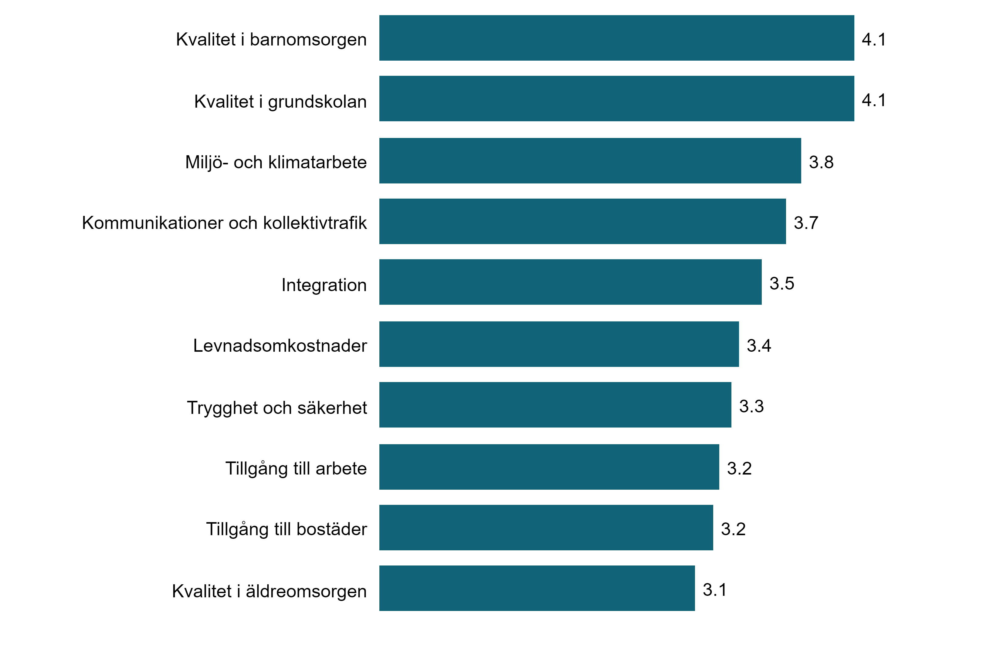 Kvalitet i barnomsorgen 4.1
Kvalitet i grundskolan 4.1
Miljö- och klimatarbete 3.8
Kommunikationer och kollektivtrafik 3.7
Integration 3.5
Levnadsomkostnader 3.4
Trygghet och säkerhet 3.3
Tillgång till arbete 3.2
Tillgång till bostäder 3.2
Kvalitet i äldreomsorgen 3.1